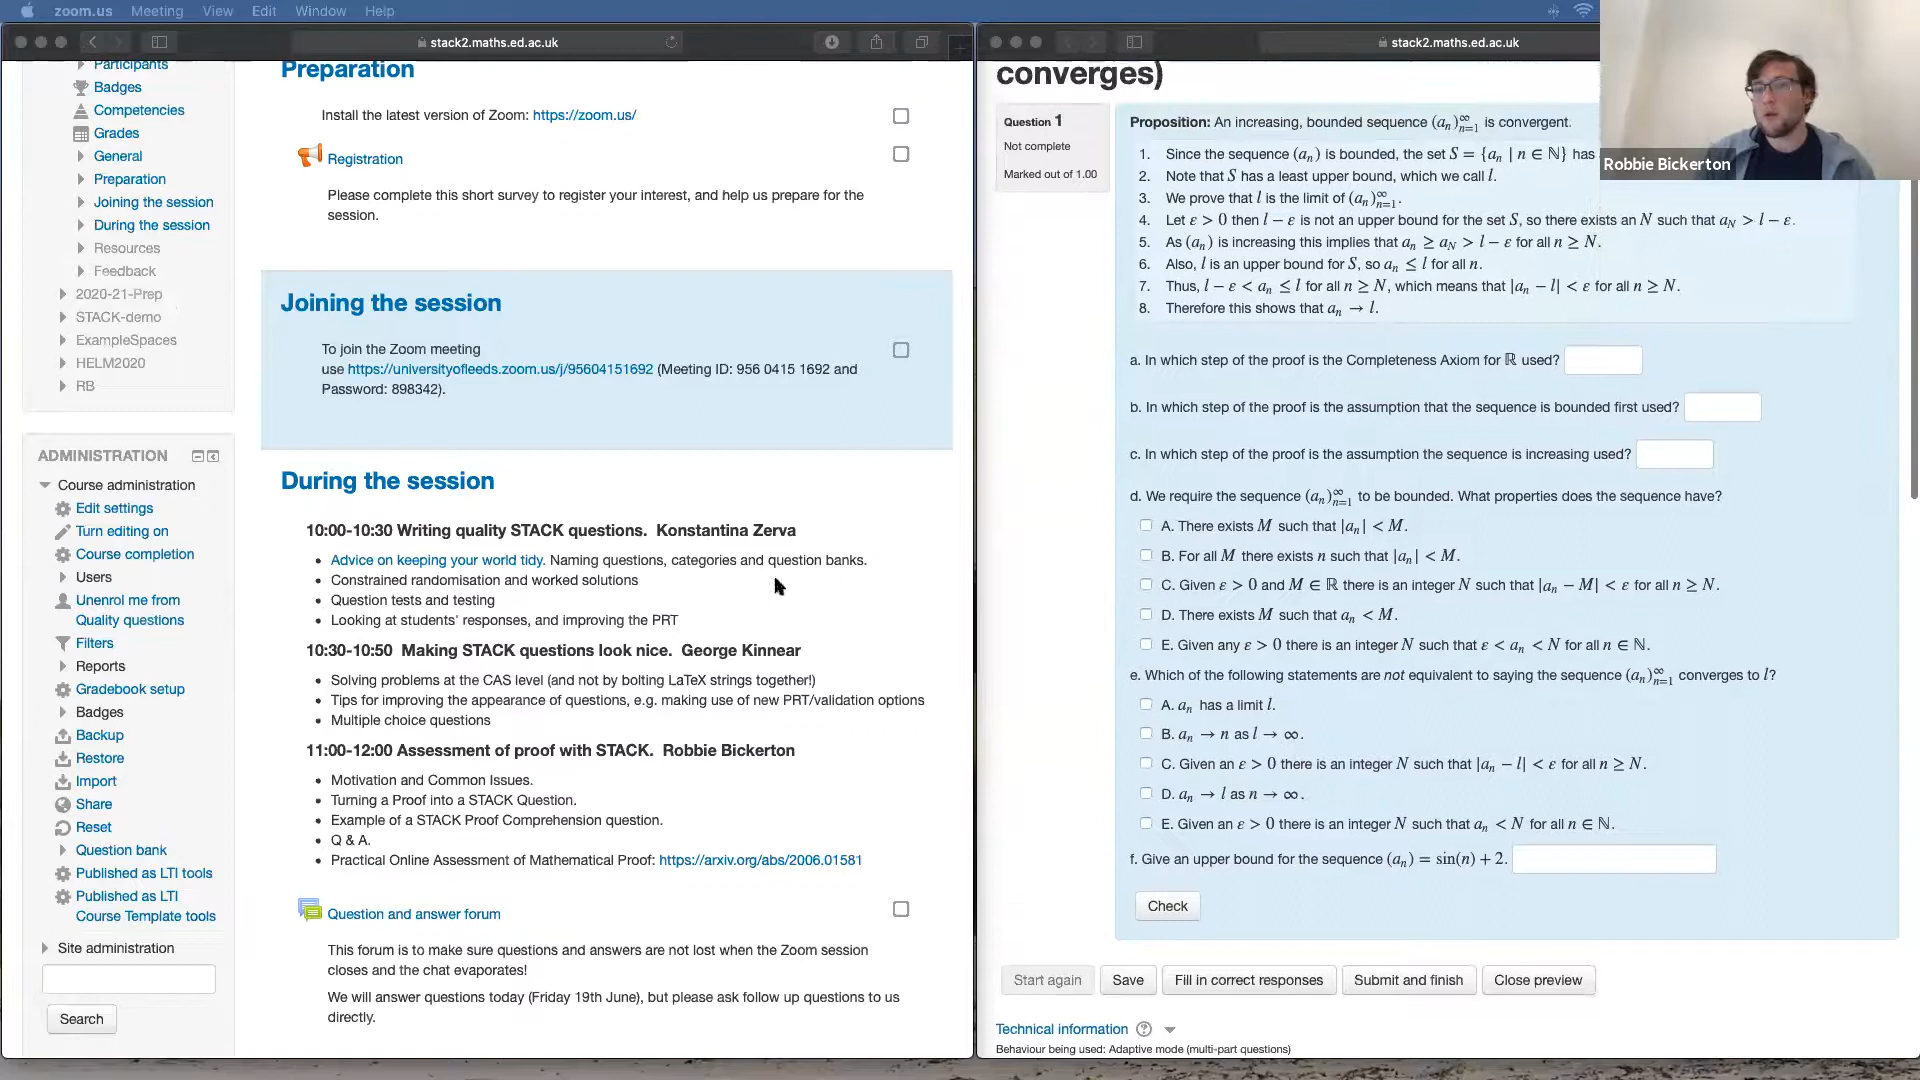 zoom.us Meeting View Edit Window Help
stack2.maths.ed.ac.uk
Participants
Badges
Competencies
Grades
General
Preparation
Joining the session
During the session
Resources
Feedback
2020-21-Prep
STACK-demo
ExampleSpaces
HELM2020
RB
ADMINISTRATION
Course administration
Edit settings
Turn editing on
Course completion
Users
Unenrol me from
Quality questions
Filters
Reports
Gradebook setup
Badges
Backup
Restore
Import
Share
Reset
Question bank
Published as LTI tools
Published as LTI
Course Template tools
Site administration
Search
Preparation
Install the latest version of Zoom: https://zoom.us/
Registration
Please complete this short survey to register your interest, and help us prepare for the
session.
Joining the session
To join the Zoom meeting
use https://universityofleeds.zoom.us/j/95604151692 (Meeting ID: 956 0415 1692 and
Password: 898342).
During the session
10:00-10:30 Writing quality STACK questions. Konstantina Zerva
• Advice on keeping your world tidy. Naming questions, categories and question banks.
• Constrained randomisation and worked solutions
• Question tests and testing
• Looking at students' responses, and improving the PRT
10:30-10:50 Making STACK questions look nice. George Kinnear
• Solving problems at the CAS level (and not by bolting LaTeX strings together!)
• Tips for improving the appearance of questions, e.g. making use of new PRT/validation options
• Multiple choice questions
11:00-12:00 Assessment of proof with STACK. Robbie Bickerton
• Motivation and Common Issues.
• Turning a Proof into a STACK Question.
• Example of a STACK Proof Comprehension question.
• Q & A.
• Practical Online Assessment of Mathematical Proof: https://arxiv.org/abs/2006.01581
Question and answer forum
This forum is to make sure questions and answers are not lost when the Zoom session
closes and the chat evaporates!
We will answer questions today (Friday 19th June), but please ask follow up questions to us
directly.
stack2.maths.ed.ac.uk
converges)
Question 1
Not complete
Marked out of 1.00
Proposition: An increasing, bounded sequence (aₙ)ₙ₌₁^∞ is convergent.
1. Since the sequence (aₙ) is bounded, the set S = {aₙ | n ∈ ℕ} has
2. Note that S has a least upper bound, which we call l.
3. We prove that l is the limit of (aₙ)ₙ₌₁^∞.
4. Let ε > 0 then l − ε is not an upper bound for the set S, so there exists an N such that a_N > l − ε.
5. As (aₙ) is increasing this implies that aₙ ≥ a_N > l − ε for all n ≥ N.
6. Also, l is an upper bound for S, so aₙ ≤ l for all n.
7. Thus, l − ε < aₙ ≤ l for all n ≥ N, which means that |aₙ − l| < ε for all n ≥ N.
8. Therefore this shows that aₙ → l.
a. In which step of the proof is the Completeness Axiom for ℝ used?
b. In which step of the proof is the assumption that the sequence is bounded first used?
c. In which step of the proof is the assumption the sequence is increasing used?
d. We require the sequence (aₙ)ₙ₌₁^∞ to be bounded. What properties does the sequence have?
A. There exists M such that |aₙ| < M.
B. For all M there exists n such that |aₙ| < M.
C. Given ε > 0 and M ∈ ℝ there is an integer N such that |aₙ − M| < ε for all n ≥ N.
D. There exists M such that aₙ < M.
E. Given any ε > 0 there is an integer N such that ε < aₙ < N for all n ∈ ℕ.
e. Which of the following statements are not equivalent to saying the sequence (aₙ)ₙ₌₁^∞ converges to l?
A. aₙ has a limit l.
B. aₙ → n as l → ∞.
C. Given an ε > 0 there is an integer N such that |aₙ − l| < ε for all n ≥ N.
D. aₙ → l as n → ∞.
E. Given an ε > 0 there is an integer N such that aₙ < N for all n ∈ ℕ.
f. Give an upper bound for the sequence (aₙ) = sin(n) + 2.
Check
Start again Save Fill in correct responses Submit and finish Close preview
Technical information
Behaviour being used: Adaptive mode (multi-part questions)
Robbie Bickerton